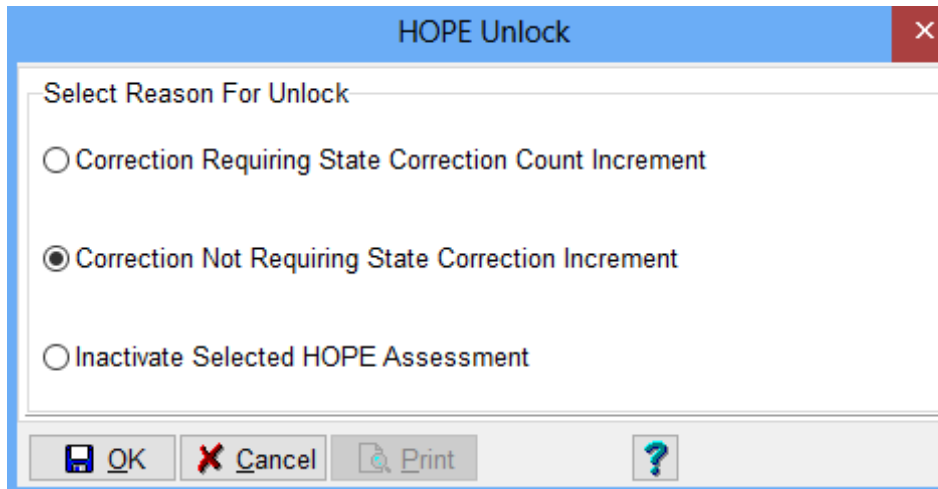 HOPE Unlock
Select Reason For Unlock
Correction Requiring State Correction Count Increment
Correction Not Requiring State Correction Increment
Inactivate Selected HOPE Assessment
OK Cancel Print ?